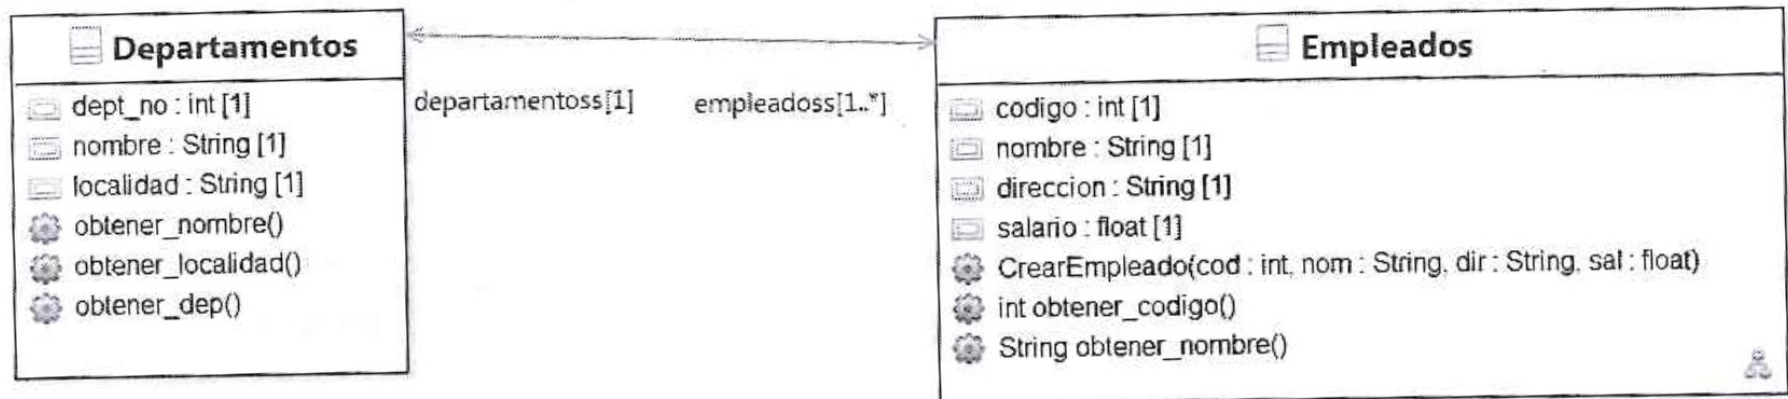 Departamentos
dept_no : int [1]
nombre : String [1]
localidad : String [1]
obtener_nombre()
obtener_localidad()
obtener_dep()
departamentoss[1]
empleadoss[1..*]
Empleados
codigo : int [1]
nombre : String [1]
direccion : String [1]
salario : float [1]
CrearEmpleado(cod : int, nom : String, dir : String, sal : float)
int obtener_codigo()
String obtener_nombre()